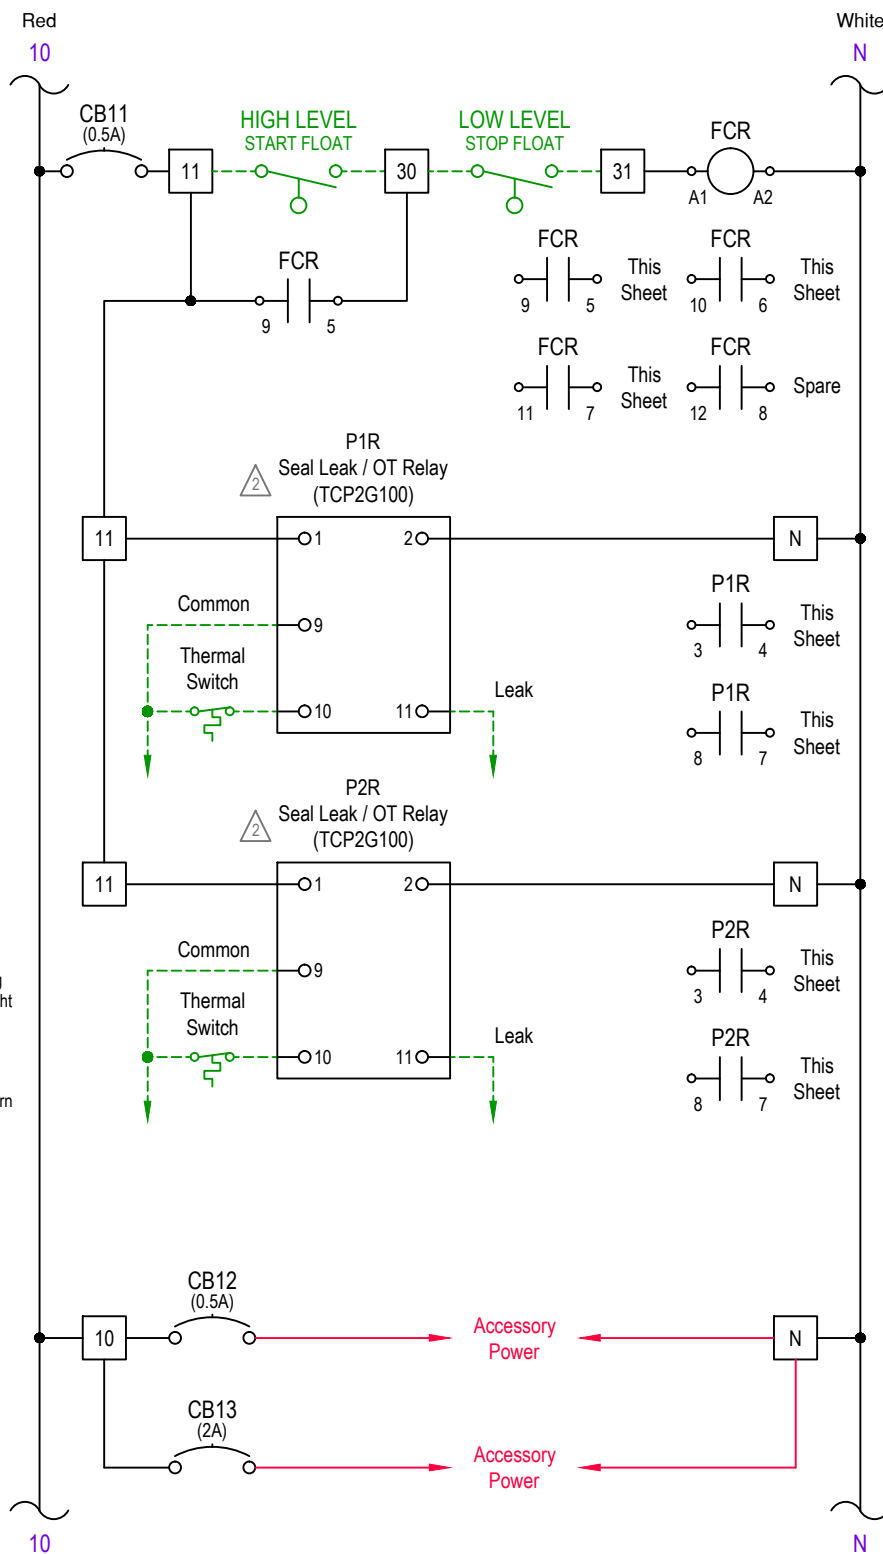 Red
White
10
N
CB11
(0.5A)
HIGH LEVEL
START FLOAT
LOW LEVEL
STOP FLOAT
FCR
11
30
31
A1
A2
FCR
9
5
FCR
9
5
This
Sheet
FCR
10
6
This
Sheet
FCR
11
7
This
Sheet
FCR
12
8
Spare
P1R
Seal Leak / OT Relay
(TCP2G100)
2
11
1
2
N
Common
9
Thermal
Switch
10
11
Leak
P1R
3
4
This
Sheet
P1R
8
7
This
Sheet
P2R
Seal Leak / OT Relay
(TCP2G100)
2
11
1
2
N
Common
9
Thermal
Switch
10
11
Leak
P2R
3
4
This
Sheet
P2R
8
7
This
Sheet
CB12
(0.5A)
10
Accessory
Power
N
CB13
(2A)
Accessory
Power
10
N